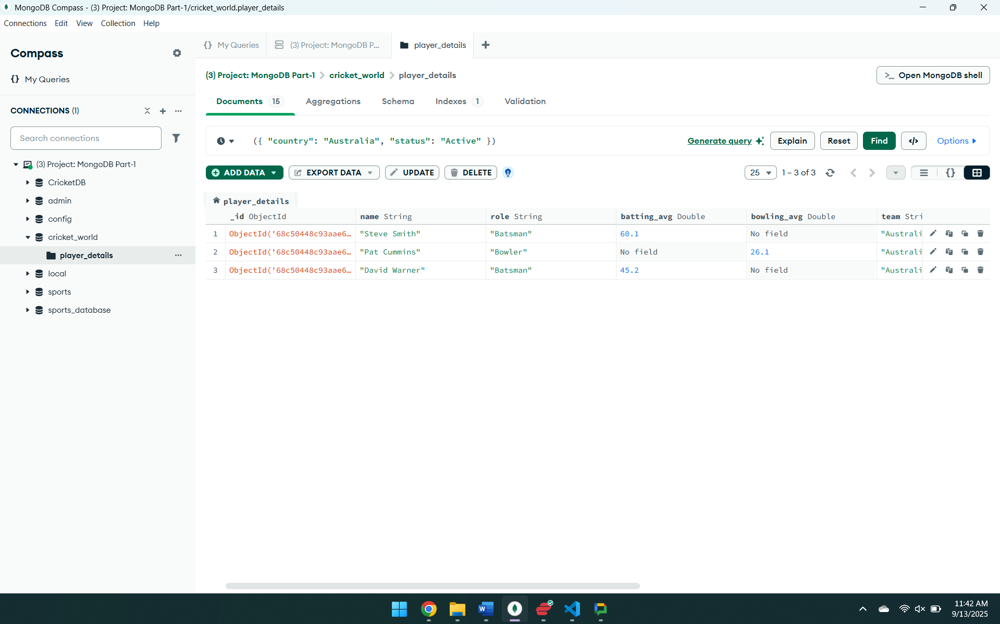 MongoDB Compass - (3) Project: MongoDB Part-1/cricket_world.player_details
Connections Edit View Collection Help
Compass
{} My Queries
CONNECTIONS (1)
Search connections
(3) Project: MongoDB Part-1
CricketDB
admin
config
cricket_world
player_details
local
sports
sports_database
{} My Queries
(3) Project: MongoDB P...
player_details
(3) Project: MongoDB Part-1 > cricket_world > player_details
>_ Open MongoDB shell
Documents 15 Aggregations Schema Indexes 1 Validation
({ "country": "Australia", "status": "Active" })
Generate query Explain Reset Find </> Options
ADD DATA EXPORT DATA UPDATE DELETE
25 1 – 3 of 3 {}
player_details
_id ObjectId name String role String batting_avg Double bowling_avg Double team Stri
1 ObjectId('68c50448c93aae6… "Steve Smith" "Batsman" 60.1 No field "Australi
2 ObjectId('68c50448c93aae6… "Pat Cummins" "Bowler" No field 26.1 "Australi
3 ObjectId('68c50448c93aae6… "David Warner" "Batsman" 45.2 No field "Australi
W
11:42 AM
9/13/2025